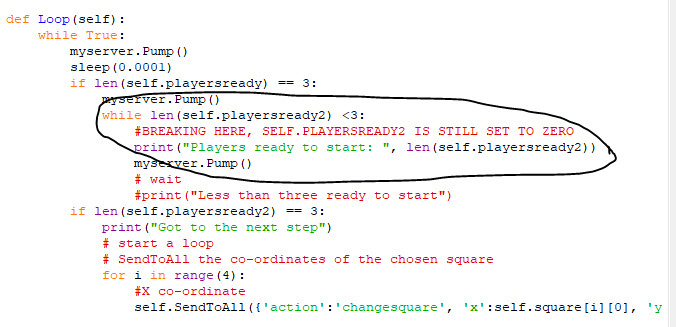 def Loop(self):
    while True:
        myserver.Pump()
        sleep(0.0001)
        if len(self.playersready) == 3:
            myserver.Pump()
            while len(self.playersready2) <3:
                #BREAKING HERE, SELF.PLAYERSREADY2 IS STILL SET TO ZERO
                print("Players ready to start: ", len(self.playersready2))
                myserver.Pump()
                # wait
                #print("Less than three ready to start")
        if len(self.playersready2) == 3:
            print("Got to the next step")
            # start a loop
            # SendToAll the co-ordinates of the chosen square
            for i in range(4):
                #X co-ordinate
                self.SendToAll({'action':'changesquare', 'x':self.square[i][0], 'y